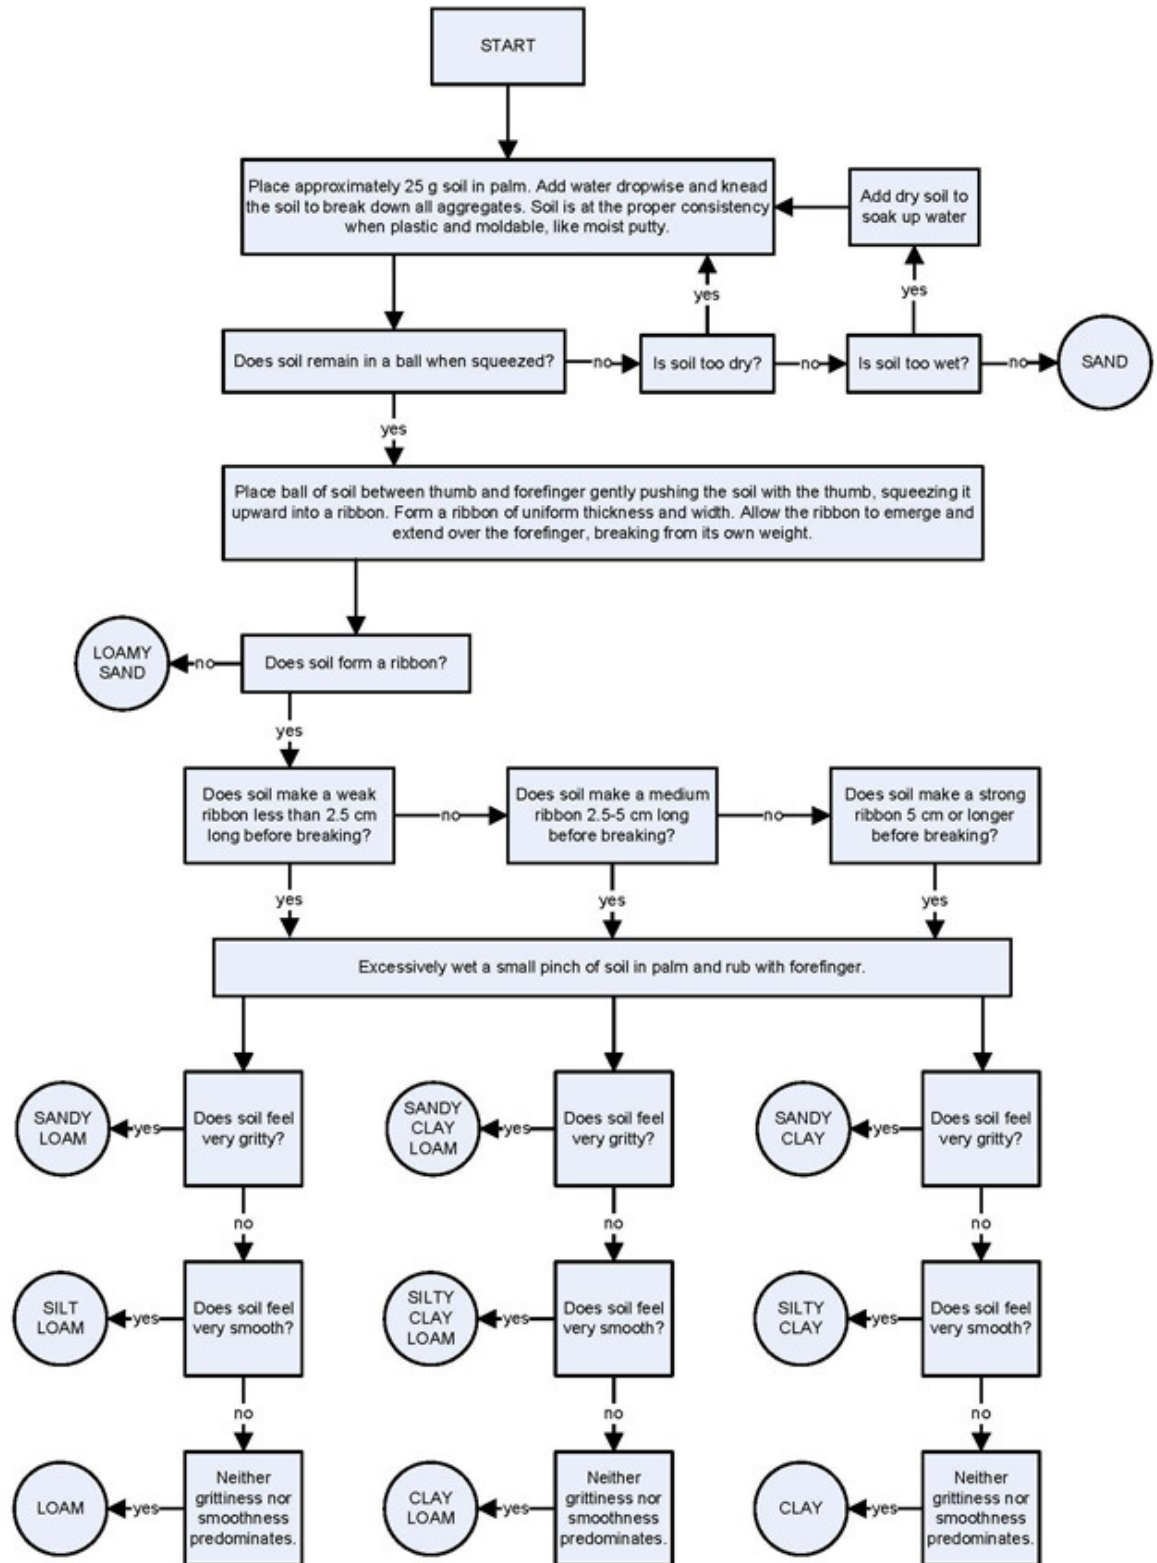 START
Place approximately 25 g soil in palm. Add water dropwise and knead
the soil to break down all aggregates. Soil is at the proper consistency
when plastic and moldable, like moist putty.
Add dry soil to
soak up water
yes
yes
Does soil remain in a ball when squeezed?
no
Is soil too dry?
no
Is soil too wet?
no
SAND
yes
Place ball of soil between thumb and forefinger gently pushing the soil with the thumb, squeezing it
upward into a ribbon. Form a ribbon of uniform thickness and width. Allow the ribbon to emerge and
extend over the forefinger, breaking from its own weight.
LOAMY
SAND
no
Does soil form a ribbon?
yes
Does soil make a weak
ribbon less than 2.5 cm
long before breaking?
no
Does soil make a medium
ribbon 2.5-5 cm long
before breaking?
no
Does soil make a strong
ribbon 5 cm or longer
before breaking?
yes
yes
yes
Excessively wet a small pinch of soil in palm and rub with forefinger.
SANDY
LOAM
yes
Does soil feel
very gritty?
SANDY
CLAY
LOAM
yes
Does soil feel
very gritty?
SANDY
CLAY
yes
Does soil feel
very gritty?
no
no
no
SILT
LOAM
yes
Does soil feel
very smooth?
SILTY
CLAY
LOAM
yes
Does soil feel
very smooth?
SILTY
CLAY
yes
Does soil feel
very smooth?
no
no
no
LOAM
yes
Neither
grittiness nor
smoothness
predominates.
CLAY
LOAM
yes
Neither
grittiness nor
smoothness
predominates.
CLAY
yes
Neither
grittiness nor
smoothness
predominates.